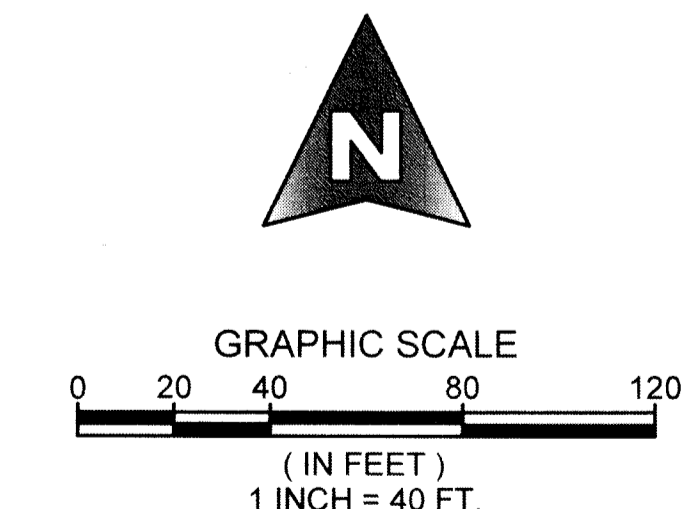 N
GRAPHIC SCALE
0 20 40 80 120
( IN FEET )
1 INCH = 40 FT.